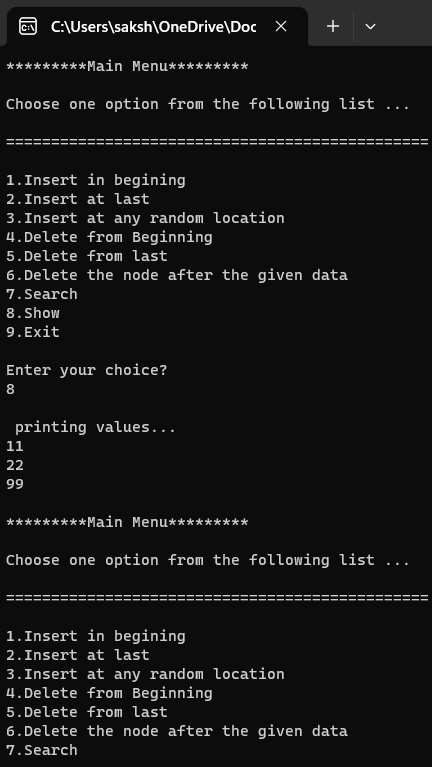 C:\Users\saksh\OneDrive\Doc
*********Main Menu*********
Choose one option from the following list ...
===============================================
1.Insert in begining
2.Insert at last
3.Insert at any random location
4.Delete from Beginning
5.Delete from last
6.Delete the node after the given data
7.Search
8.Show
9.Exit
Enter your choice?
8
printing values...
11
22
99
*********Main Menu*********
Choose one option from the following list ...
===============================================
1.Insert in begining
2.Insert at last
3.Insert at any random location
4.Delete from Beginning
5.Delete from last
6.Delete the node after the given data
7.Search